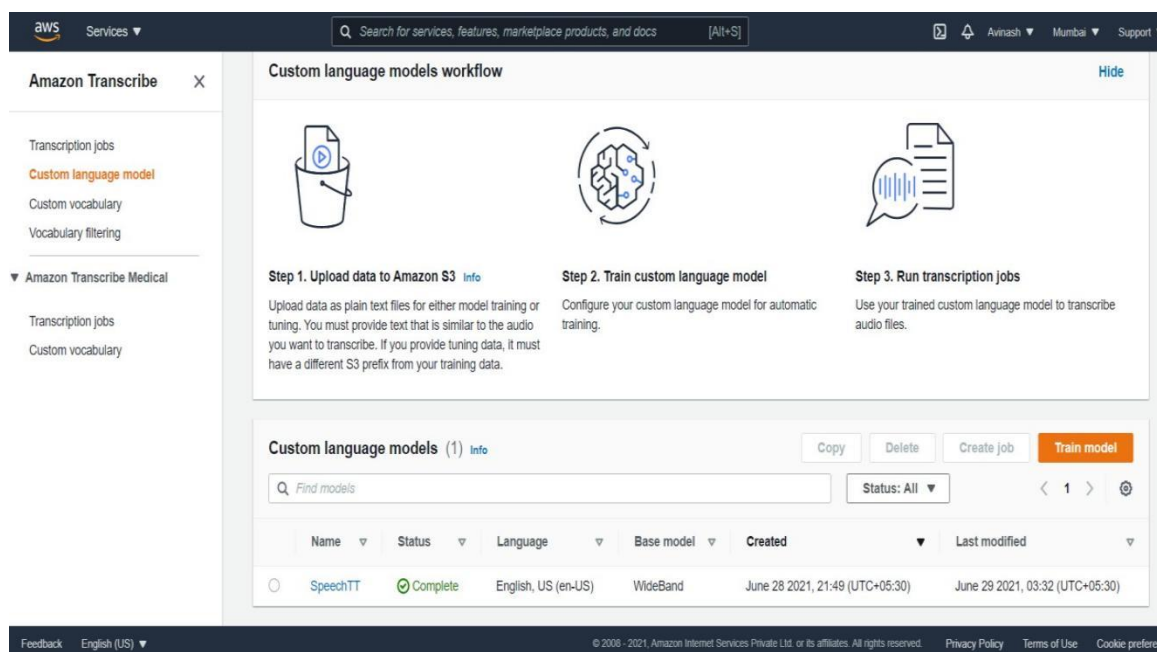 aws Services ▼ Search for services, features, marketplace products, and docs [Alt+S] Avinash ▼ Mumbai ▼ Support
Amazon Transcribe X
Transcription jobs
Custom language model
Custom vocabulary
Vocabulary filtering
▼ Amazon Transcribe Medical
Transcription jobs
Custom vocabulary
Custom language models workflow Hide
Step 1. Upload data to Amazon S3 Info
Upload data as plain text files for either model training or
tuning. You must provide text that is similar to the audio
you want to transcribe. If you provide tuning data, it must
have a different S3 prefix from your training data.
Step 2. Train custom language model
Configure your custom language model for automatic
training.
Step 3. Run transcription jobs
Use your trained custom language model to transcribe
audio files.
Custom language models (1) Info Copy Delete Create job Train model
Find models Status: All ▼ < 1 >
Name Status Language Base model Created Last modified
SpeechTT Complete English, US (en-US) WideBand June 28 2021, 21:49 (UTC+05:30) June 29 2021, 03:32 (UTC+05:30)
Feedback English (US) ▼ © 2008 - 2021, Amazon Internet Services Private Ltd. or its affiliates. All rights reserved. Privacy Policy Terms of Use Cookie prefere